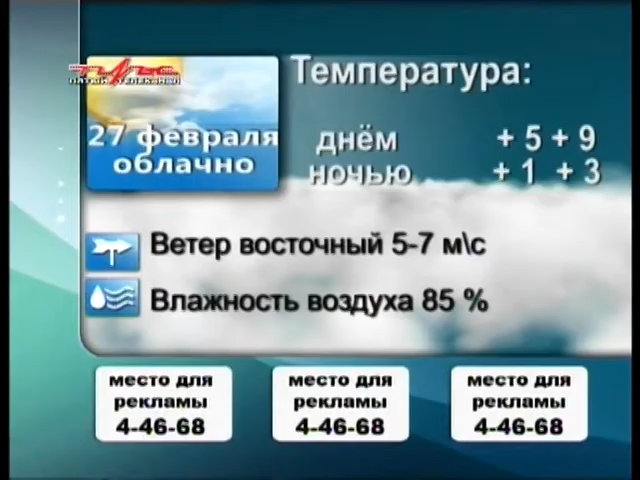 ПЯТЫЙ ТЕЛЕКАНАЛ
27 февраля
облачно
Температура:
днём + 5 + 9
ночью + 1 + 3
Ветер восточный 5-7 м\с
Влажность воздуха 85 %
место для
рекламы
4-46-68
место для
рекламы
4-46-68
место для
рекламы
4-46-68